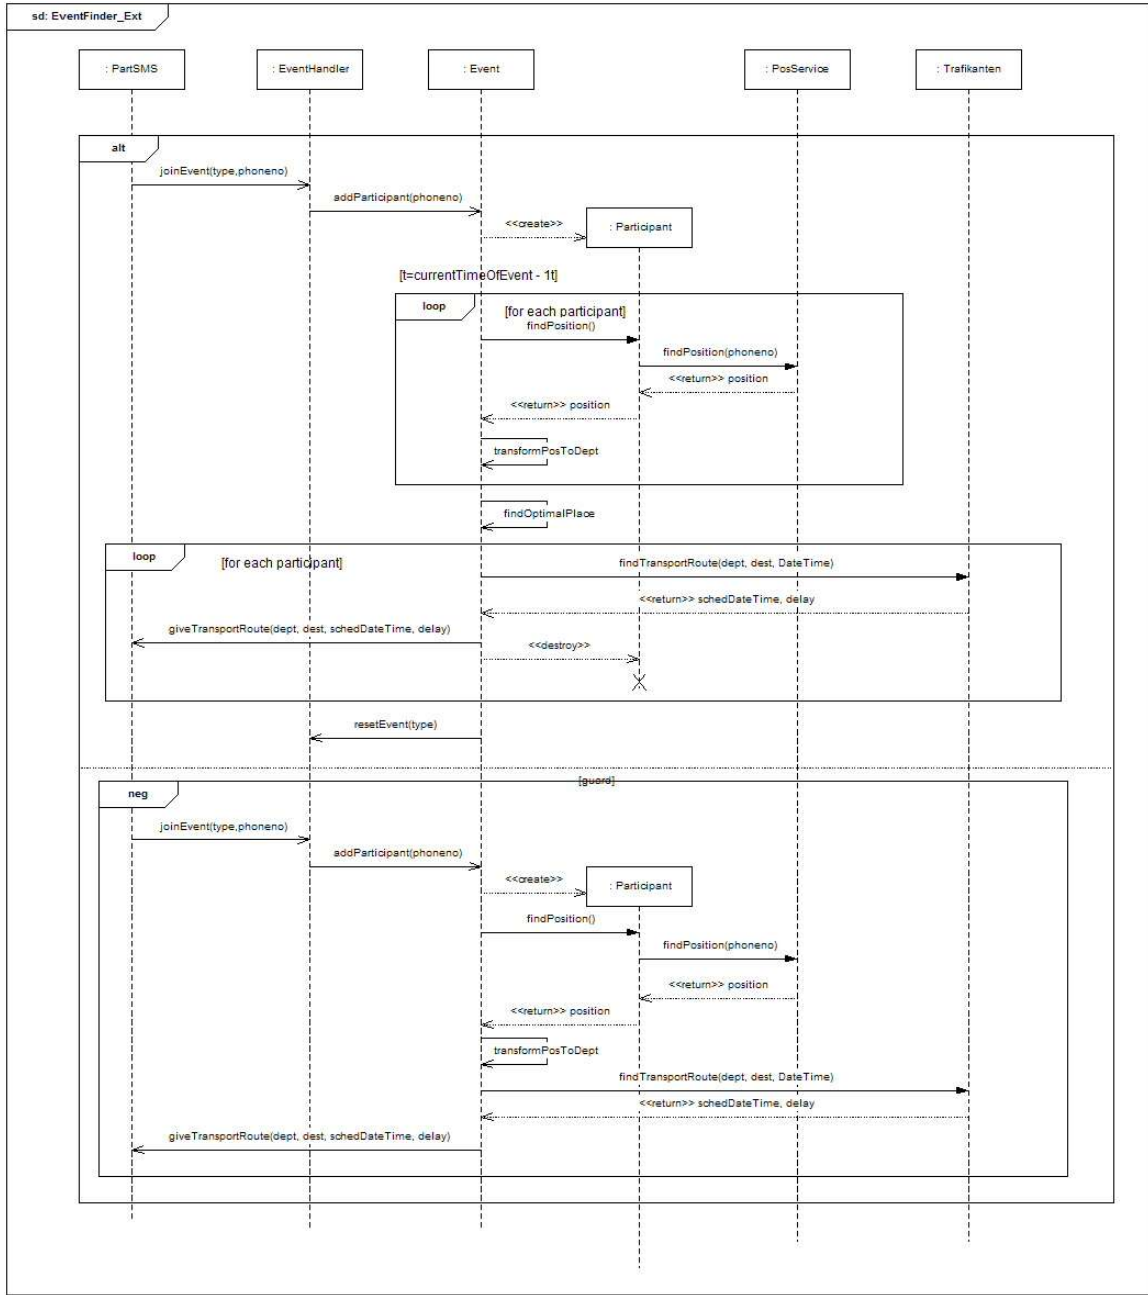 sd: EventFinder_Ext
: PartSMS
: EventHandler
: Event
: PosService
: Trafikanten
alt
joinEvent(type,phoneno)
addParticipant(phoneno)
<<create>>
: Participant
[t=currentTimeOfEvent - 1t]
loop
[for each participant]
findPosition()
findPosition(phoneno)
<<return>> position
<<return>> position
transformPosToDept
findOptimalPlace
loop
[for each participant]
findTransportRoute(dept, dest, DateTime)
<<return>> schedDateTime, delay
giveTransportRoute(dept, dest, schedDateTime, delay)
<<destroy>>
resetEvent(type)
[guard]
neg
joinEvent(type,phoneno)
addParticipant(phoneno)
<<create>>
: Participant
findPosition()
findPosition(phoneno)
<<return>> position
<<return>> position
transformPosToDept
findTransportRoute(dept, dest, DateTime)
<<return>> schedDateTime, delay
giveTransportRoute(dept, dest, schedDateTime, delay)